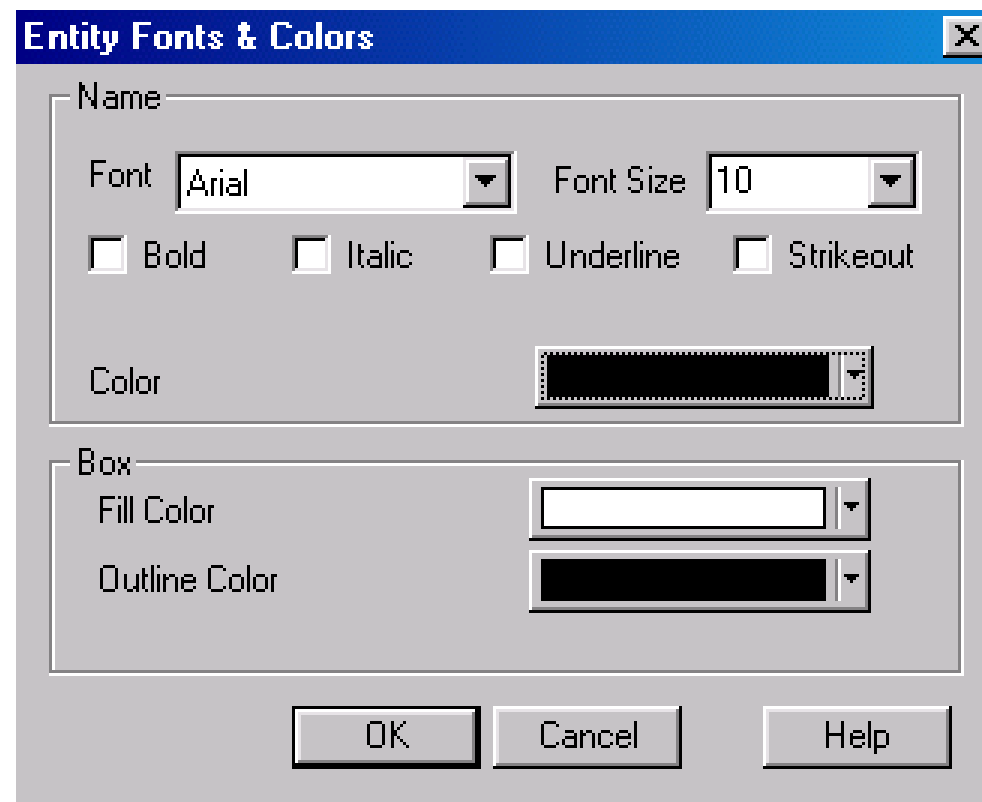 Entity Fonts & Colors
Name
Font Arial Font Size 10
Bold Italic Underline Strikeout
Color
Box
Fill Color
Outline Color
OK Cancel Help